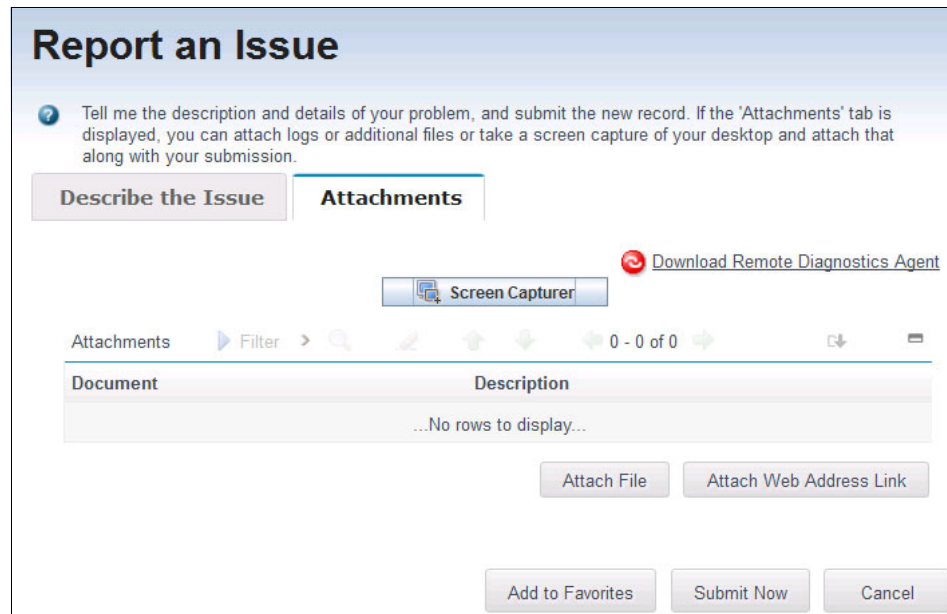 Report an Issue
Tell me the description and details of your problem, and submit the new record. If the 'Attachments' tab is
displayed, you can attach logs or additional files or take a screen capture of your desktop and attach that
along with your submission.
Describe the Issue
Attachments
Download Remote Diagnostics Agent
Screen Capturer
Attachments Filter 0 - 0 of 0
Document Description
...No rows to display...
Attach File Attach Web Address Link
Add to Favorites Submit Now Cancel